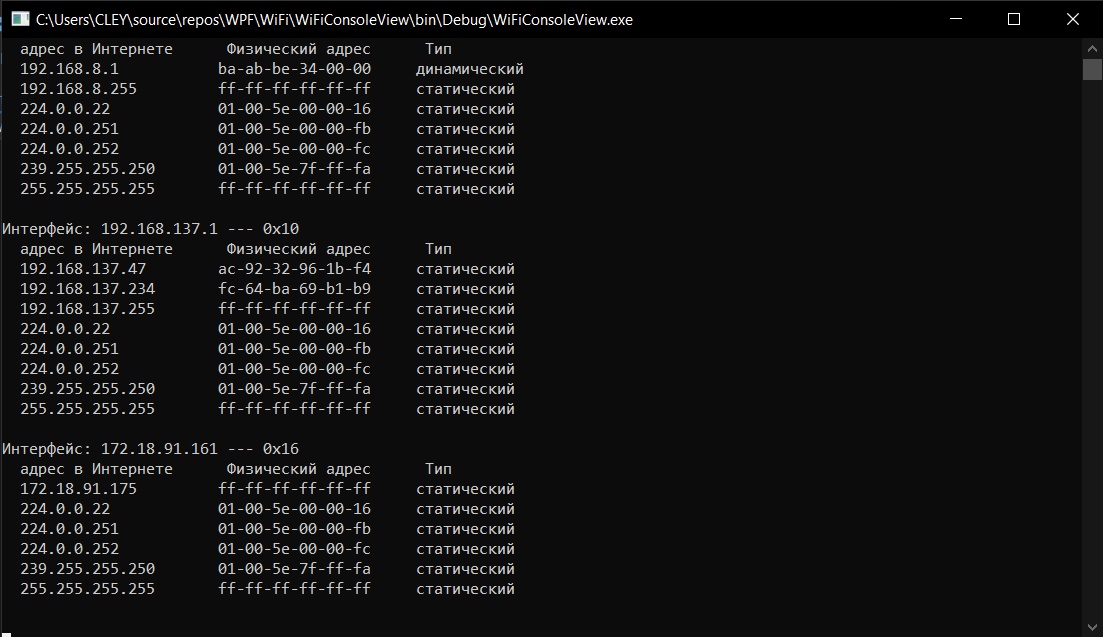 C:\Users\CLEY\source\repos\WPF\WiFi\WiFiConsoleView\bin\Debug\WiFiConsoleView.exe
адрес в Интернете Физический адрес Тип
192.168.8.1 ba-ab-be-34-00-00 динамический
192.168.8.255 ff-ff-ff-ff-ff-ff статический
224.0.0.22 01-00-5e-00-00-16 статический
224.0.0.251 01-00-5e-00-00-fb статический
224.0.0.252 01-00-5e-00-00-fc статический
239.255.255.250 01-00-5e-7f-ff-fa статический
255.255.255.255 ff-ff-ff-ff-ff-ff статический
Интерфейс: 192.168.137.1 --- 0x10
адрес в Интернете Физический адрес Тип
192.168.137.47 ac-92-32-96-1b-f4 статический
192.168.137.234 fc-64-ba-69-b1-b9 статический
192.168.137.255 ff-ff-ff-ff-ff-ff статический
224.0.0.22 01-00-5e-00-00-16 статический
224.0.0.251 01-00-5e-00-00-fb статический
224.0.0.252 01-00-5e-00-00-fc статический
239.255.255.250 01-00-5e-7f-ff-fa статический
255.255.255.255 ff-ff-ff-ff-ff-ff статический
Интерфейс: 172.18.91.161 --- 0x16
адрес в Интернете Физический адрес Тип
172.18.91.175 ff-ff-ff-ff-ff-ff статический
224.0.0.22 01-00-5e-00-00-16 статический
224.0.0.251 01-00-5e-00-00-fb статический
224.0.0.252 01-00-5e-00-00-fc статический
239.255.255.250 01-00-5e-7f-ff-fa статический
255.255.255.255 ff-ff-ff-ff-ff-ff статический